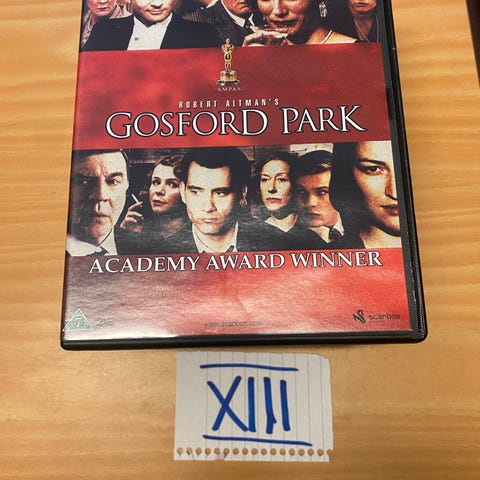 A.M.P.A.S.
ROBERT ALTMAN'S
GOSFORD PARK
ACADEMY AWARD WINNER
www.scanbox.com
scanbox
XIII